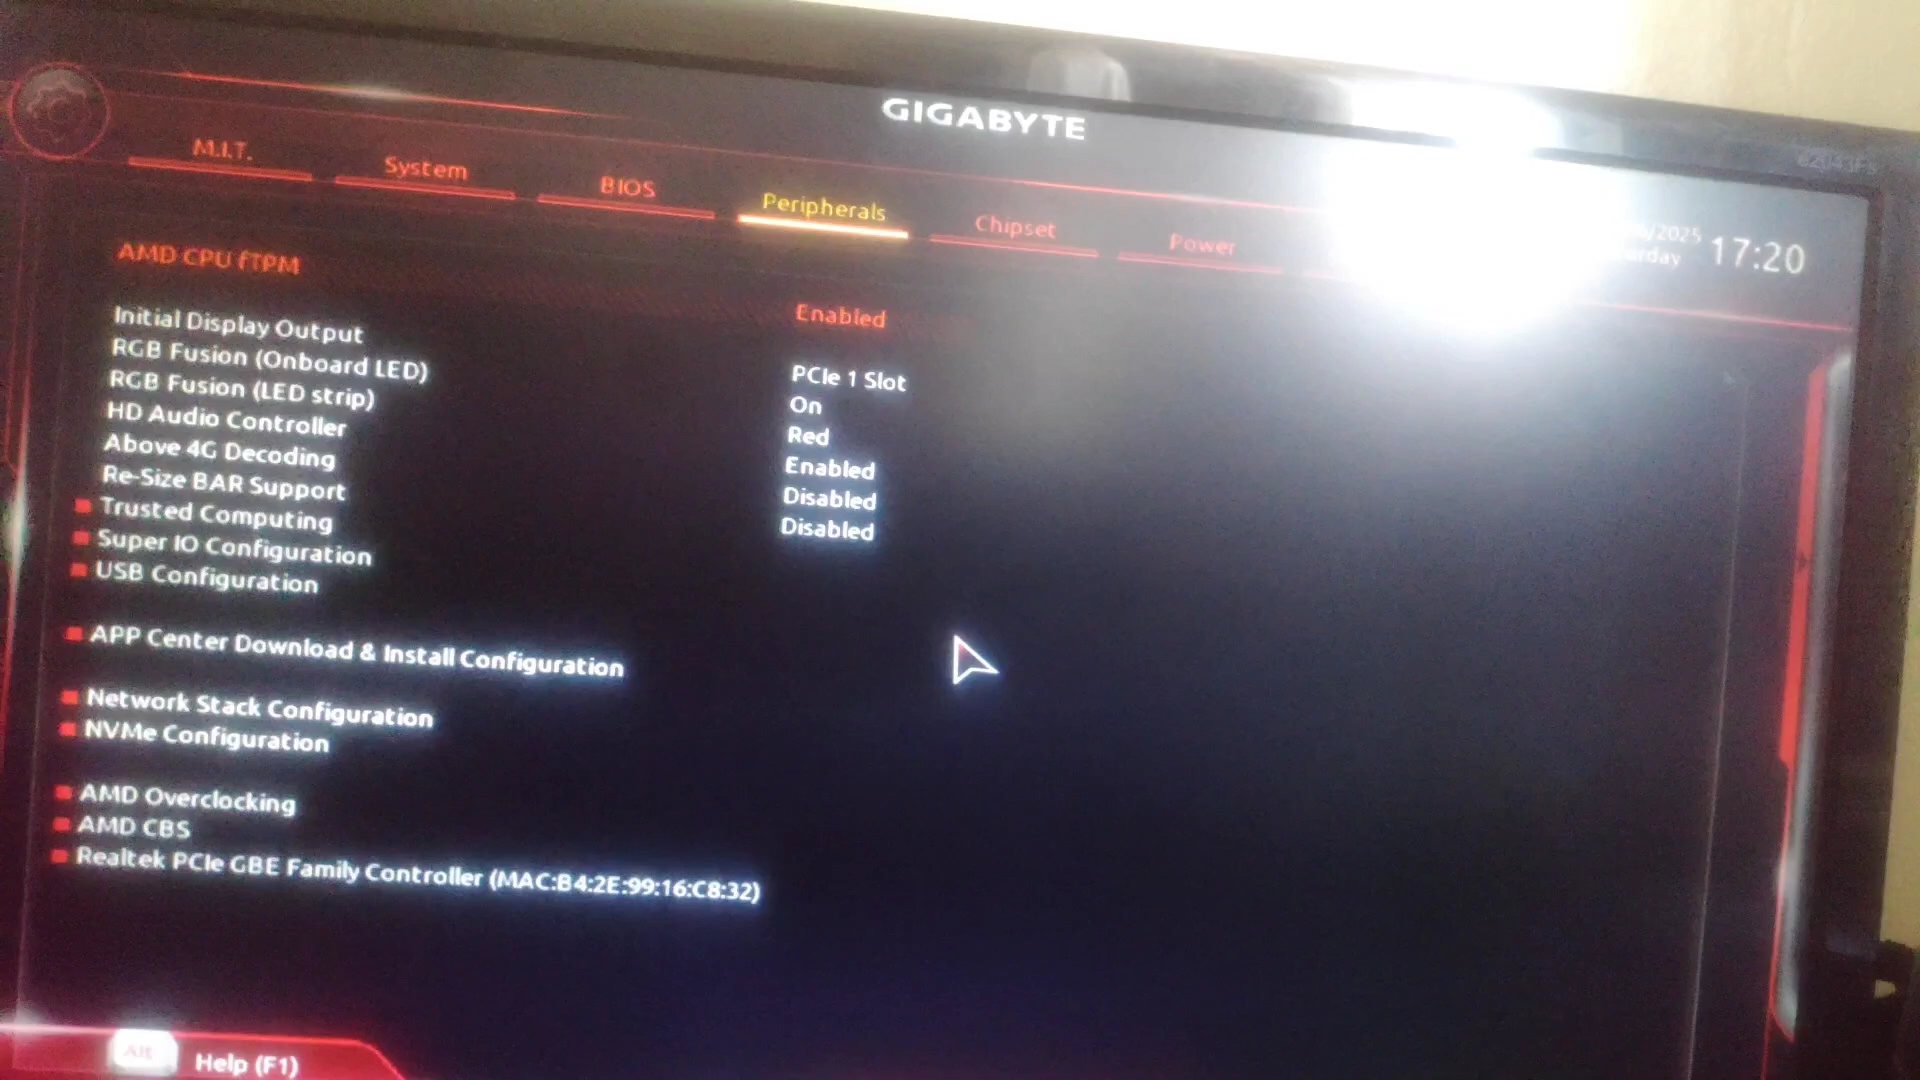 GIGABYTE
e2043Fs
M.I.T.
System
BIOS
Peripherals
Chipset
Power
/2025
17:20
AMD CPU fTPM
Enabled
Initial Display Output
PCIe 1 Slot
RGB Fusion (Onboard LED)
On
RGB Fusion (LED strip)
Red
HD Audio Controller
Enabled
Above 4G Decoding
Disabled
Re-Size BAR Support
Disabled
Trusted Computing
Super IO Configuration
USB Configuration
APP Center Download & Install Configuration
Network Stack Configuration
NVMe Configuration
AMD Overclocking
AMD CBS
Realtek PCIe GBE Family Controller (MAC:B4:2E:99:16:C8:32)
Alt
Help (F1)